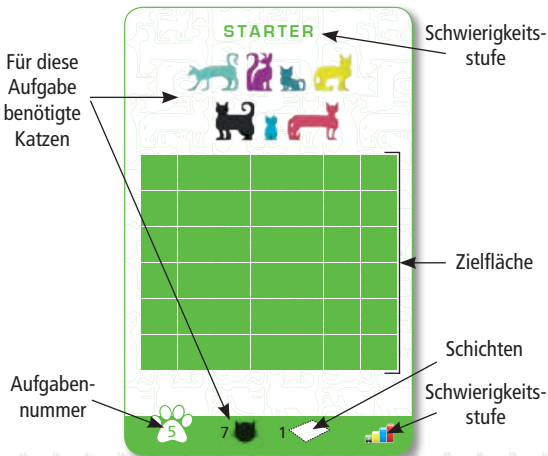 STARTER
Schwierigkeits-
stufe
Für diese
Aufgabe
benötigte
Katzen
Zielfläche
Schichten
Aufgaben-
nummer
Schwierigkeits-
stufe
5
7
1